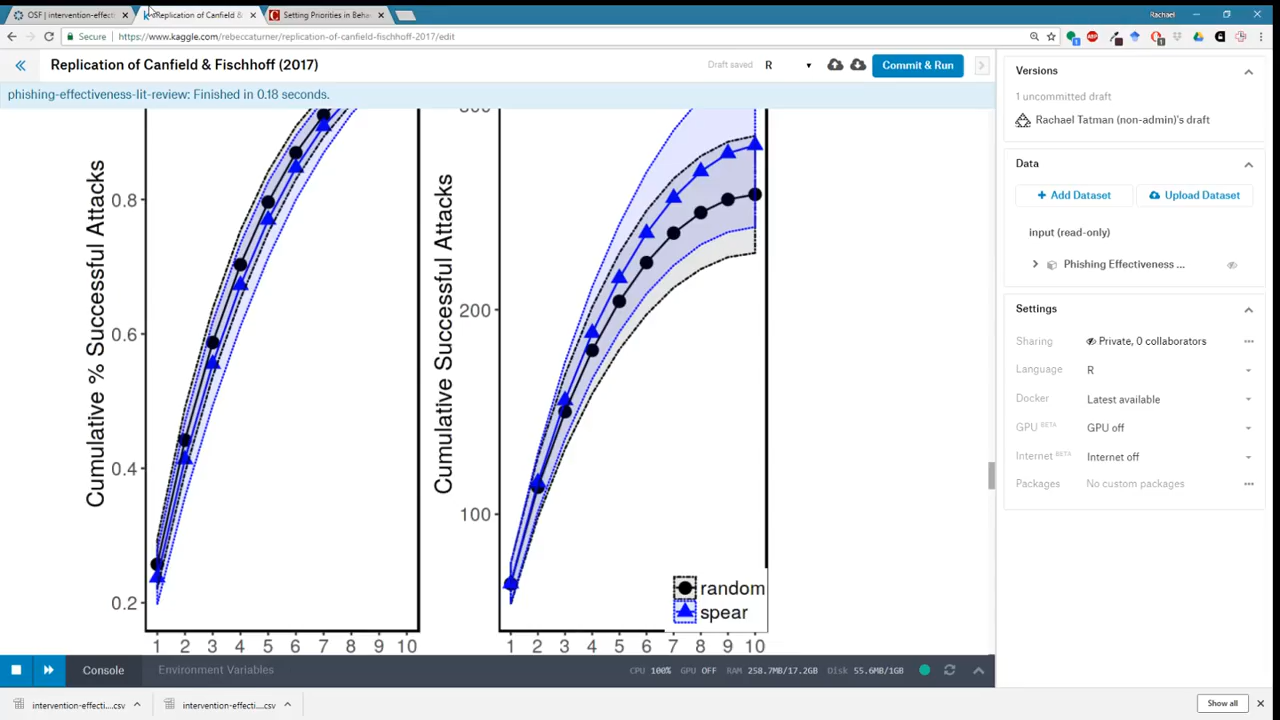 OSF | intervention-effect
Replication of Canfield &
Setting Priorities in Beha
Rachael
Secure
https://www.kaggle.com/rebeccaturner/replication-of-canfield-fischhoff-2017/edit
Replication of Canfield & Fischhoff (2017)
Draft saved
R
Commit & Run
phishing-effectiveness-lit-review: Finished in 0.18 seconds.
Cumulative % Successful Attacks
0.8
0.6
0.4
0.2
1 2 3 4 5 6 7 8 9 10
Cumulative Successful Attacks
300
200
100
random
spear
1 2 3 4 5 6 7 8 9 10
Versions
1 uncommitted draft
Rachael Tatman (non-admin)'s draft
Data
+ Add Dataset
Upload Dataset
input (read-only)
Phishing Effectiveness ...
Settings
Sharing Private, 0 collaborators
Language R
Docker Latest available
GPU BETA GPU off
Internet BETA Internet off
Packages No custom packages
Console
Environment Variables
CPU 100% GPU OFF RAM 258.7MB/17.2GB Disk 55.6MB/1GB
intervention-effecti....csv
intervention-effecti....csv
Show all